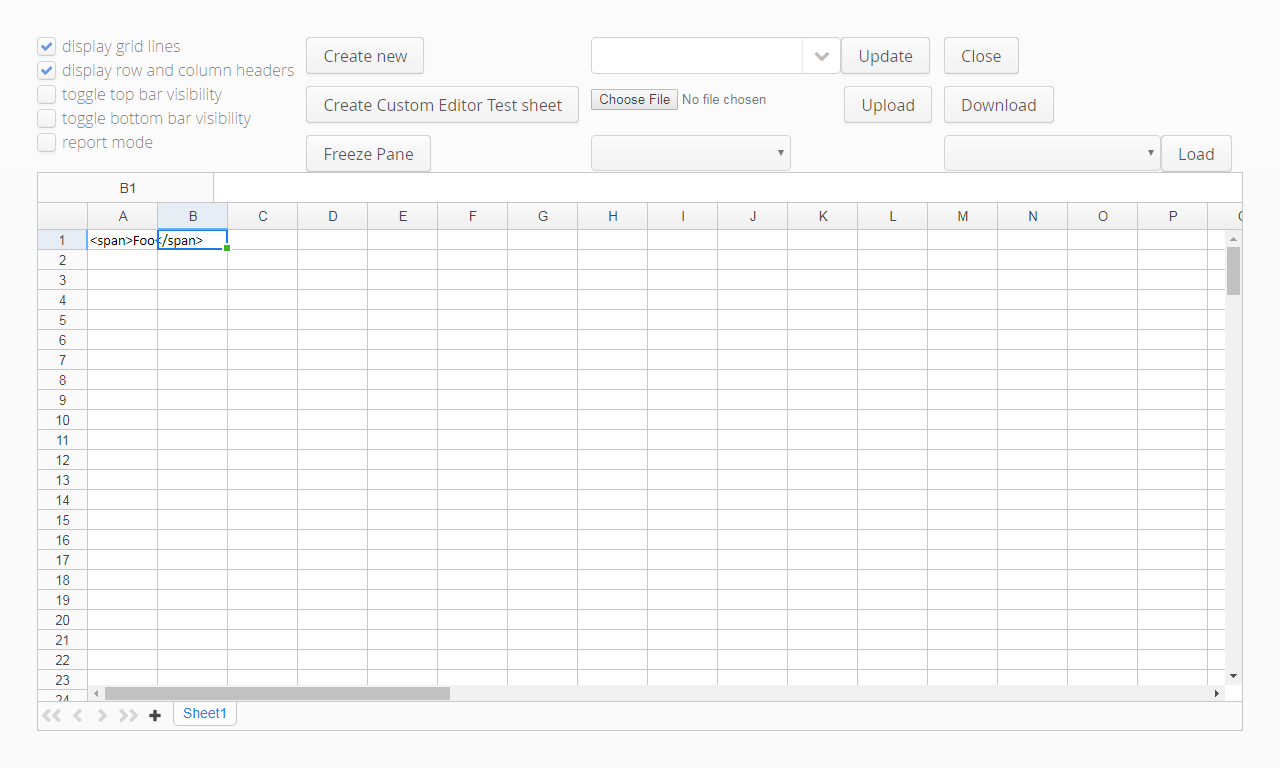 display grid lines
display row and column headers
toggle top bar visibility
toggle bottom bar visibility
report mode
Create new
Update
Close
Create Custom Editor Test sheet
Choose File No file chosen
Upload
Download
Freeze Pane
Load
B1
A B C D E F G H I J K L M N O P
1 <span>Foo</span>
2
3
4
5
6
7
8
9
10
11
12
13
14
15
16
17
18
19
20
21
22
23
24
Sheet1